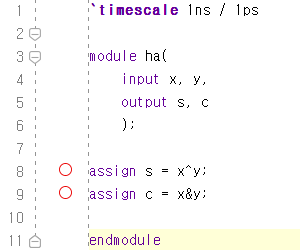 1 `timescale 1ns / 1ps
2
3 module ha(
4 input x, y,
5 output s, c
6 );
7
8 assign s = x^y;
9 assign c = x&y;
10
11 endmodule